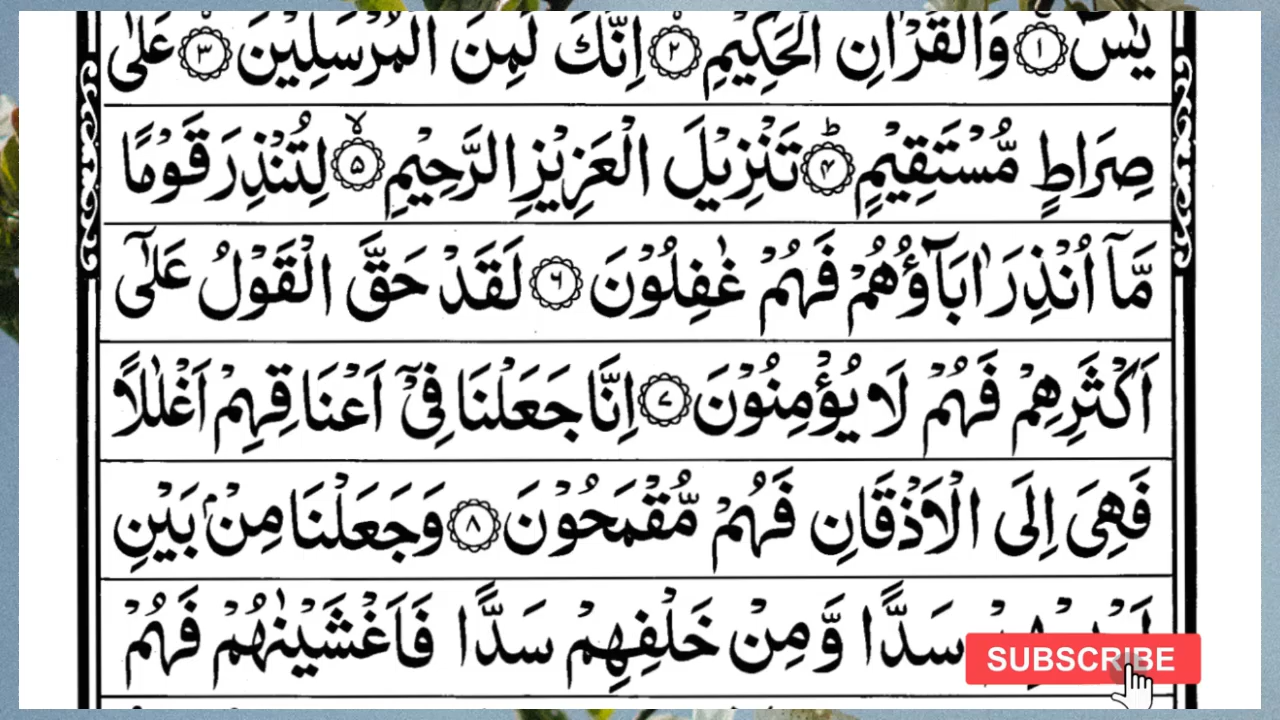 يٰسٓ ۝١ وَالْقُرْاٰنِ الْحَكِيْمِ ۝٢ اِنَّكَ لَمِنَ الْمُرْسَلِيْنَ ۝٣ عَلٰى
صِرَاطٍ مُّسْتَقِيْمٍ ۝٤ؕ تَنْزِيْلَ الْعَزِيْزِ الرَّحِيْمِ ۝٥ۙ لِتُنْذِرَ قَوْمًا
مَّاۤ اُنْذِرَ اٰبَآؤُهُمْ فَهُمْ غٰفِلُوْنَ ۝٦ لَقَدْ حَقَّ الْقَوْلُ عَلٰۤى
اَكْثَرِهِمْ فَهُمْ لَا يُؤْمِنُوْنَ ۝٧ اِنَّا جَعَلْنَا فِيْۤ اَعْنَاقِهِمْ اَغْلٰلًا
فَهِيَ اِلَى الْاَذْقَانِ فَهُمْ مُّقْمَحُوْنَ ۝٨ وَجَعَلْنَا مِنْۢ بَيْنِ
سَدًّا وَّمِنْ خَلْفِهِمْ سَدًّا فَاَغْشَيْنٰهُمْ فَهُمْ
SUBSCRIBE